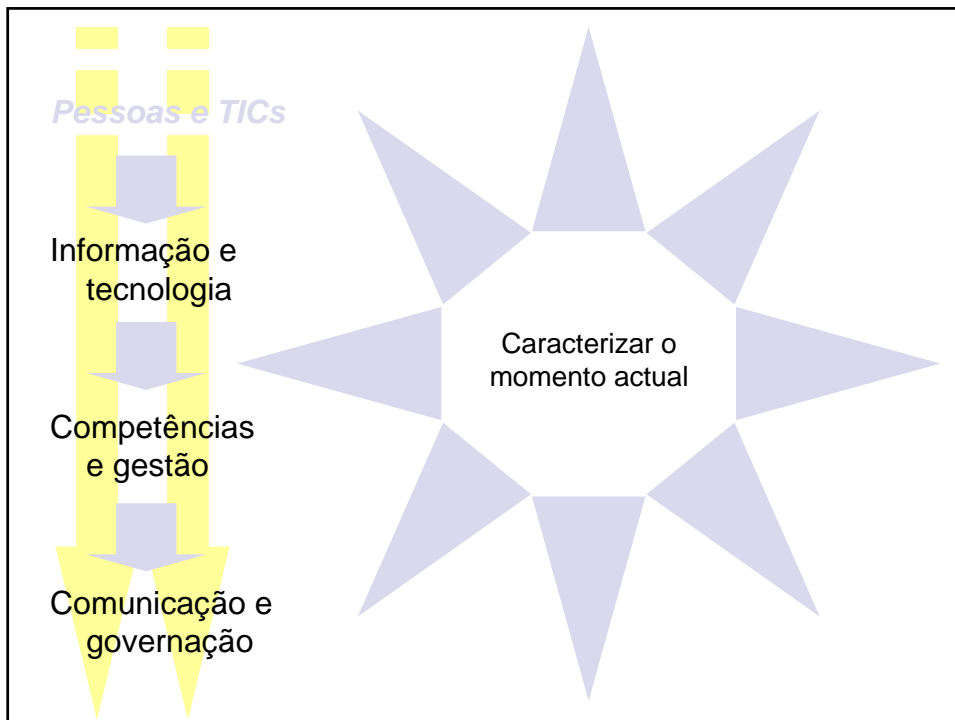 Pessoas e TICs
Informação e
tecnologia
Competências
e gestão
Comunicação e
governação
Caracterizar o
momento actual